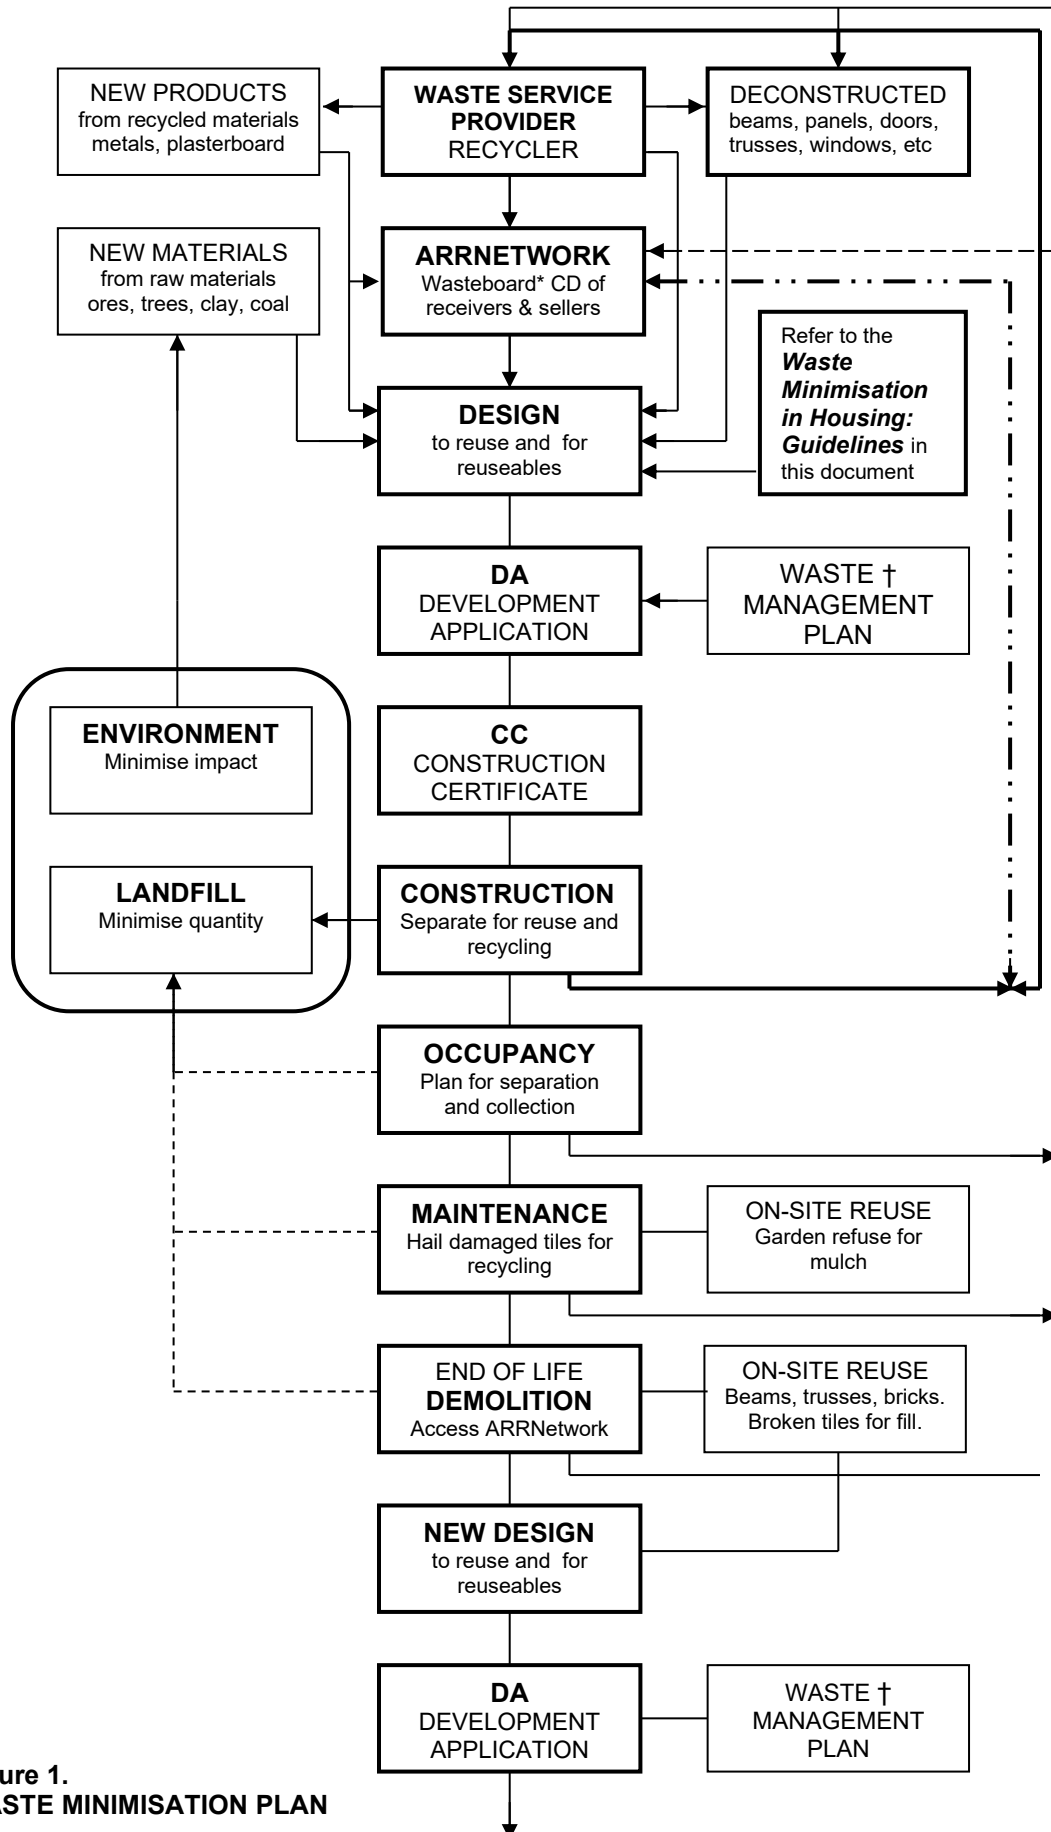 NEW PRODUCTS
from recycled materials
metals, plasterboard
WASTE SERVICE
PROVIDER
RECYCLER
DECONSTRUCTED
beams, panels, doors,
trusses, windows, etc
NEW MATERIALS
from raw materials
ores, trees, clay, coal
ARRNETWORK
Wasteboard* CD of
receivers & sellers
Refer to the
Waste
Minimisation
in Housing:
Guidelines in
this document
DESIGN
to reuse and for
reuseables
DA
DEVELOPMENT
APPLICATION
WASTE †
MANAGEMENT
PLAN
ENVIRONMENT
Minimise impact
CC
CONSTRUCTION
CERTIFICATE
LANDFILL
Minimise quantity
CONSTRUCTION
Separate for reuse and
recycling
OCCUPANCY
Plan for separation
and collection
MAINTENANCE
Hail damaged tiles for
recycling
ON-SITE REUSE
Garden refuse for
mulch
END OF LIFE
DEMOLITION
Access ARRNetwork
ON-SITE REUSE
Beams, trusses, bricks.
Broken tiles for fill.
NEW DESIGN
to reuse and for
reuseables
DA
DEVELOPMENT
APPLICATION
WASTE †
MANAGEMENT
PLAN
ure 1.
ASTE MINIMISATION PLAN